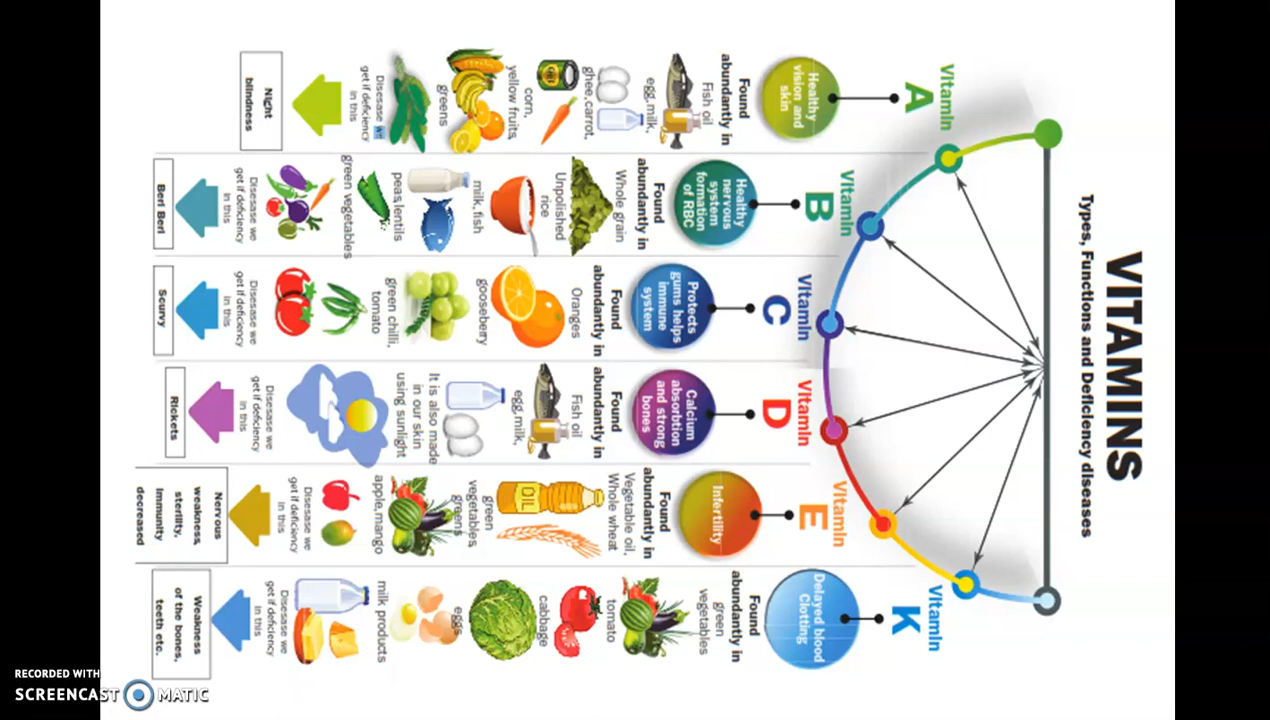 VITAMINS
Types, Functions and Deficiency diseases
Vitamin
A
Healthy
vision and
skin
Found
abundantly in
Fish oil
egg,milk,
ghee,carrot,
corn,
yellow fruits,
greens
Disesase we
get if deficiency
in this
Night
blindness
Vitamin
B
Healthy
nervous
system
formation
of RBC
Found
abundantly in
Whole grain
Unpolished
rice
milk, fish
peas,lentils
green vegetables
Disesase we
get if deficiency
in this
Beri Beri
Vitamin
C
Protects
gums helps
immune
system
Found
abundantly in
Oranges
gooseberry
green chilli,
tomato
Disesase we
get if deficiency
in this
Scurvy
Vitamin
D
Calcium
absorbtion
and strong
bones
Found
abundantly in
Fish oil
egg,milk,
It is also made
in our skin
using sunlight
Disesase we
get if deficiency
in this
Rickets
Vitamin
E
Infertility
Found
abundantly in
Vegetable oil,
Whole wheat
OIL
green
vegetables,
greens
apple,mango
Disesase we
get if deficiency
in this
Nervous
weakness,
sterility,
Immunity
decreased
Vitamin
K
Delayed blood
Clotting
Found
abundantly in
green
vegetables
tomato
cabbage
eggs
milk products
Disesase we
get if deficiency
in this
Weakness
of the bones,
teeth etc.
RECORDED WITH
SCREENCAST MATIC